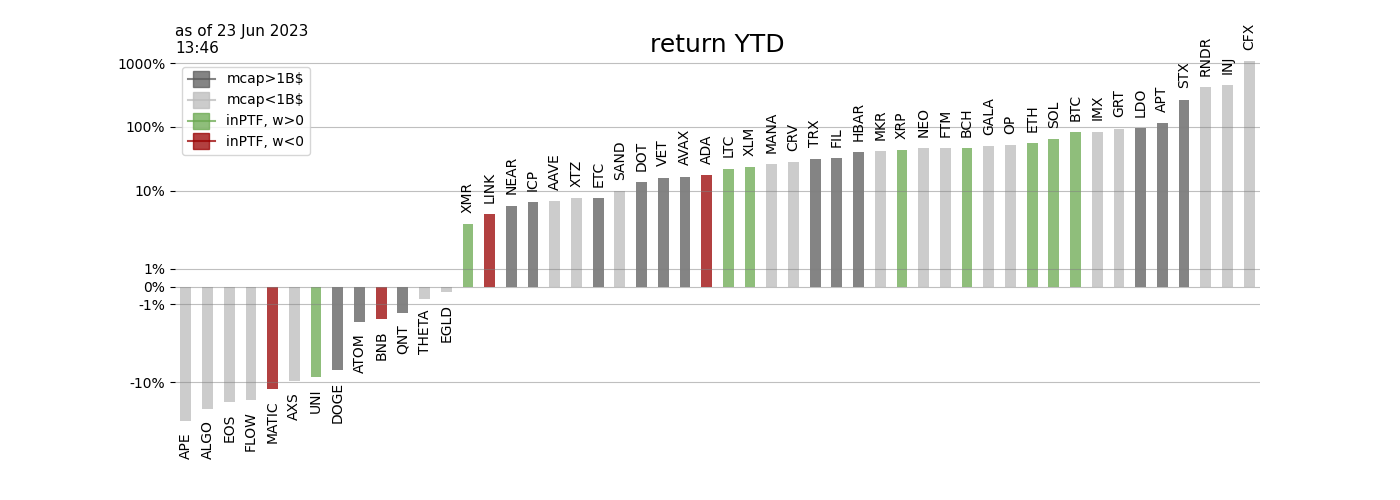 as of 23 Jun 2023
13:46
return YTD
1000%
100%
10%
1%
0%
-1%
-10%
mcap>1B$
mcap<1B$
inPTF, w>0
inPTF, w<0
APE
ALGO
EOS
FLOW
MATIC
AXS
UNI
DOGE
ATOM
BNB
QNT
THETA
EGLD
XMR
LINK
NEAR
ICP
AAVE
XTZ
ETC
SAND
DOT
VET
AVAX
ADA
LTC
XLM
MANA
CRV
TRX
FIL
HBAR
MKR
XRP
NEO
FTM
BCH
GALA
OP
ETH
SOL
BTC
IMX
GRT
LDO
APT
STX
RNDR
INJ
CFX